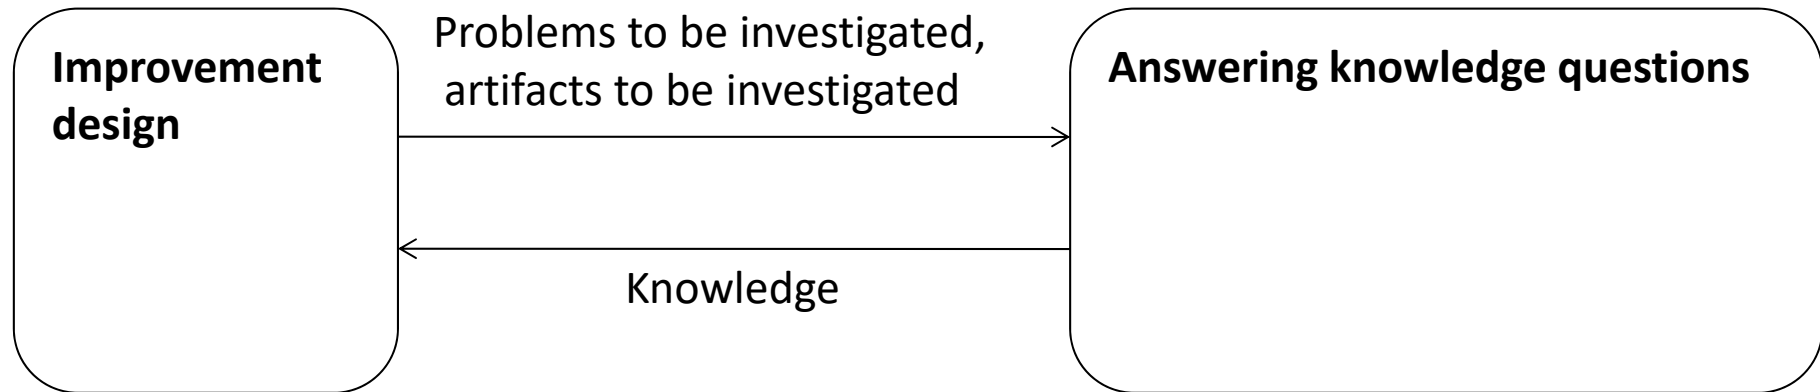 Improvement
design
Problems to be investigated,
artifacts to be investigated
Knowledge
Answering knowledge questions